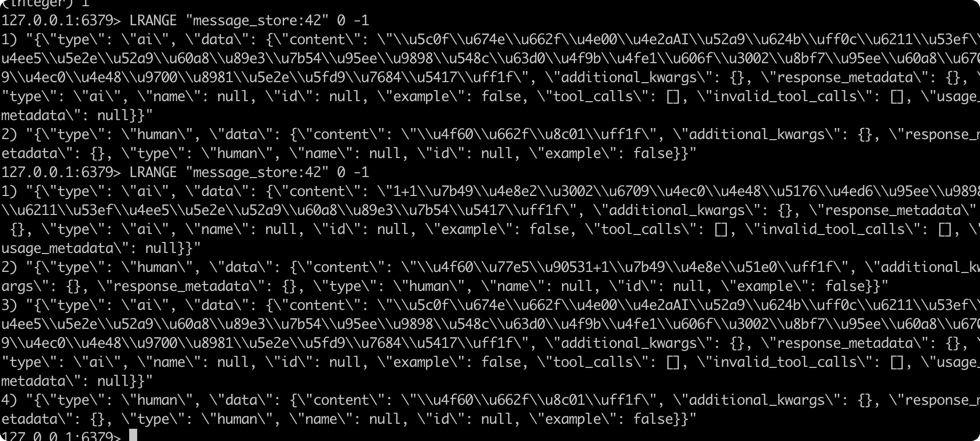 (integer) 1
127.0.0.1:6379> LRANGE "message_store:42" 0 -1
1) "{\"type\": \"ai\", \"data\": {\"content\": \"\\u5c0f\\u674e\\u662f\\u4e00\\u4e2aAI\\u52a9\\u624b\\uff0c\\u6211\\u53ef\
\u4ee5\\u5e2e\\u52a9\\u60a8\\u89e3\\u7b54\\u95ee\\u9898\\u548c\\u63d0\\u4f9b\\u4fe1\\u606f\\u3002\\u8bf7\\u95ee\\u60a8\\u670
9\\u4ec0\\u4e48\\u9700\\u8981\\u5e2e\\u5fd9\\u7684\\u5417\\uff1f\", \"additional_kwargs\": {}, \"response_metadata\": {},
"type\": \"ai\", \"name\": null, \"id\": null, \"example\": false, \"tool_calls\": [], \"invalid_tool_calls\": [], \"usage_
metadata\": null}}"
2) "{\"type\": \"human\", \"data\": {\"content\": \"\\u4f60\\u662f\\u8c01\\uff1f\", \"additional_kwargs\": {}, \"response_m
etadata\": {}, \"type\": \"human\", \"name\": null, \"id\": null, \"example\": false}}"
127.0.0.1:6379> LRANGE "message_store:42" 0 -1
1) "{\"type\": \"ai\", \"data\": {\"content\": \"1+1\\u7b49\\u4e8e2\\u3002\\u6709\\u4ec0\\u4e48\\u5176\\u4ed6\\u95ee\\u9898
\\u6211\\u53ef\\u4ee5\\u5e2e\\u52a9\\u60a8\\u89e3\\u7b54\\u5417\\uff1f\", \"additional_kwargs\": {}, \"response_metadata\":
{}, \"type\": \"ai\", \"name\": null, \"id\": null, \"example\": false, \"tool_calls\": [], \"invalid_tool_calls\": [], \"
usage_metadata\": null}}"
2) "{\"type\": \"human\", \"data\": {\"content\": \"\\u4f60\\u77e5\\u90531+1\\u7b49\\u4e8e\\u51e0\\uff1f\", \"additional_kw
args\": {}, \"response_metadata\": {}, \"type\": \"human\", \"name\": null, \"id\": null, \"example\": false}}"
3) "{\"type\": \"ai\", \"data\": {\"content\": \"\\u5c0f\\u674e\\u662f\\u4e00\\u4e2aAI\\u52a9\\u624b\\uff0c\\u6211\\u53ef\
\u4ee5\\u5e2e\\u52a9\\u60a8\\u89e3\\u7b54\\u95ee\\u9898\\u548c\\u63d0\\u4f9b\\u4fe1\\u606f\\u3002\\u8bf7\\u95ee\\u60a8\\u670
9\\u4ec0\\u4e48\\u9700\\u8981\\u5e2e\\u5fd9\\u7684\\u5417\\uff1f\", \"additional_kwargs\": {}, \"response_metadata\": {},
"type\": \"ai\", \"name\": null, \"id\": null, \"example\": false, \"tool_calls\": [], \"invalid_tool_calls\": [], \"usage_
metadata\": null}}"
4) "{\"type\": \"human\", \"data\": {\"content\": \"\\u4f60\\u662f\\u8c01\\uff1f\", \"additional_kwargs\": {}, \"response_m
etadata\": {}, \"type\": \"human\", \"name\": null, \"id\": null, \"example\": false}}"
127.0.0.1:6379>